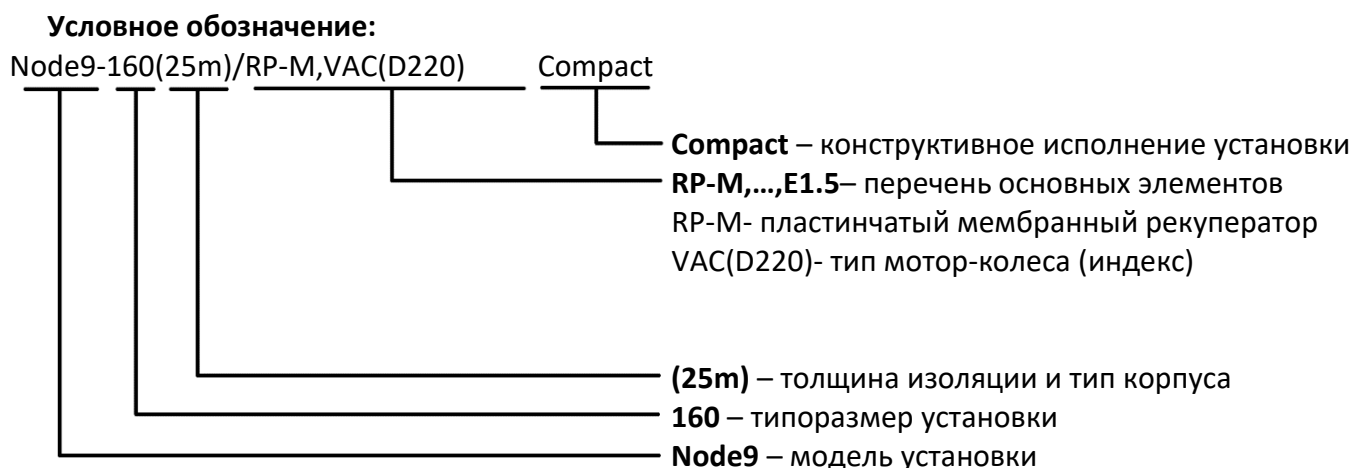 Условное обозначение:
Node9-160(25m)/RP-M,VAC(D220) Compact
Compact – конструктивное исполнение установки
RP-M,...,E1.5– перечень основных элементов
RP-M- пластинчатый мембранный рекуператор
VAC(D220)- тип мотор-колеса (индекс)
(25m) – толщина изоляции и тип корпуса
160 – типоразмер установки
Node9 – модель установки